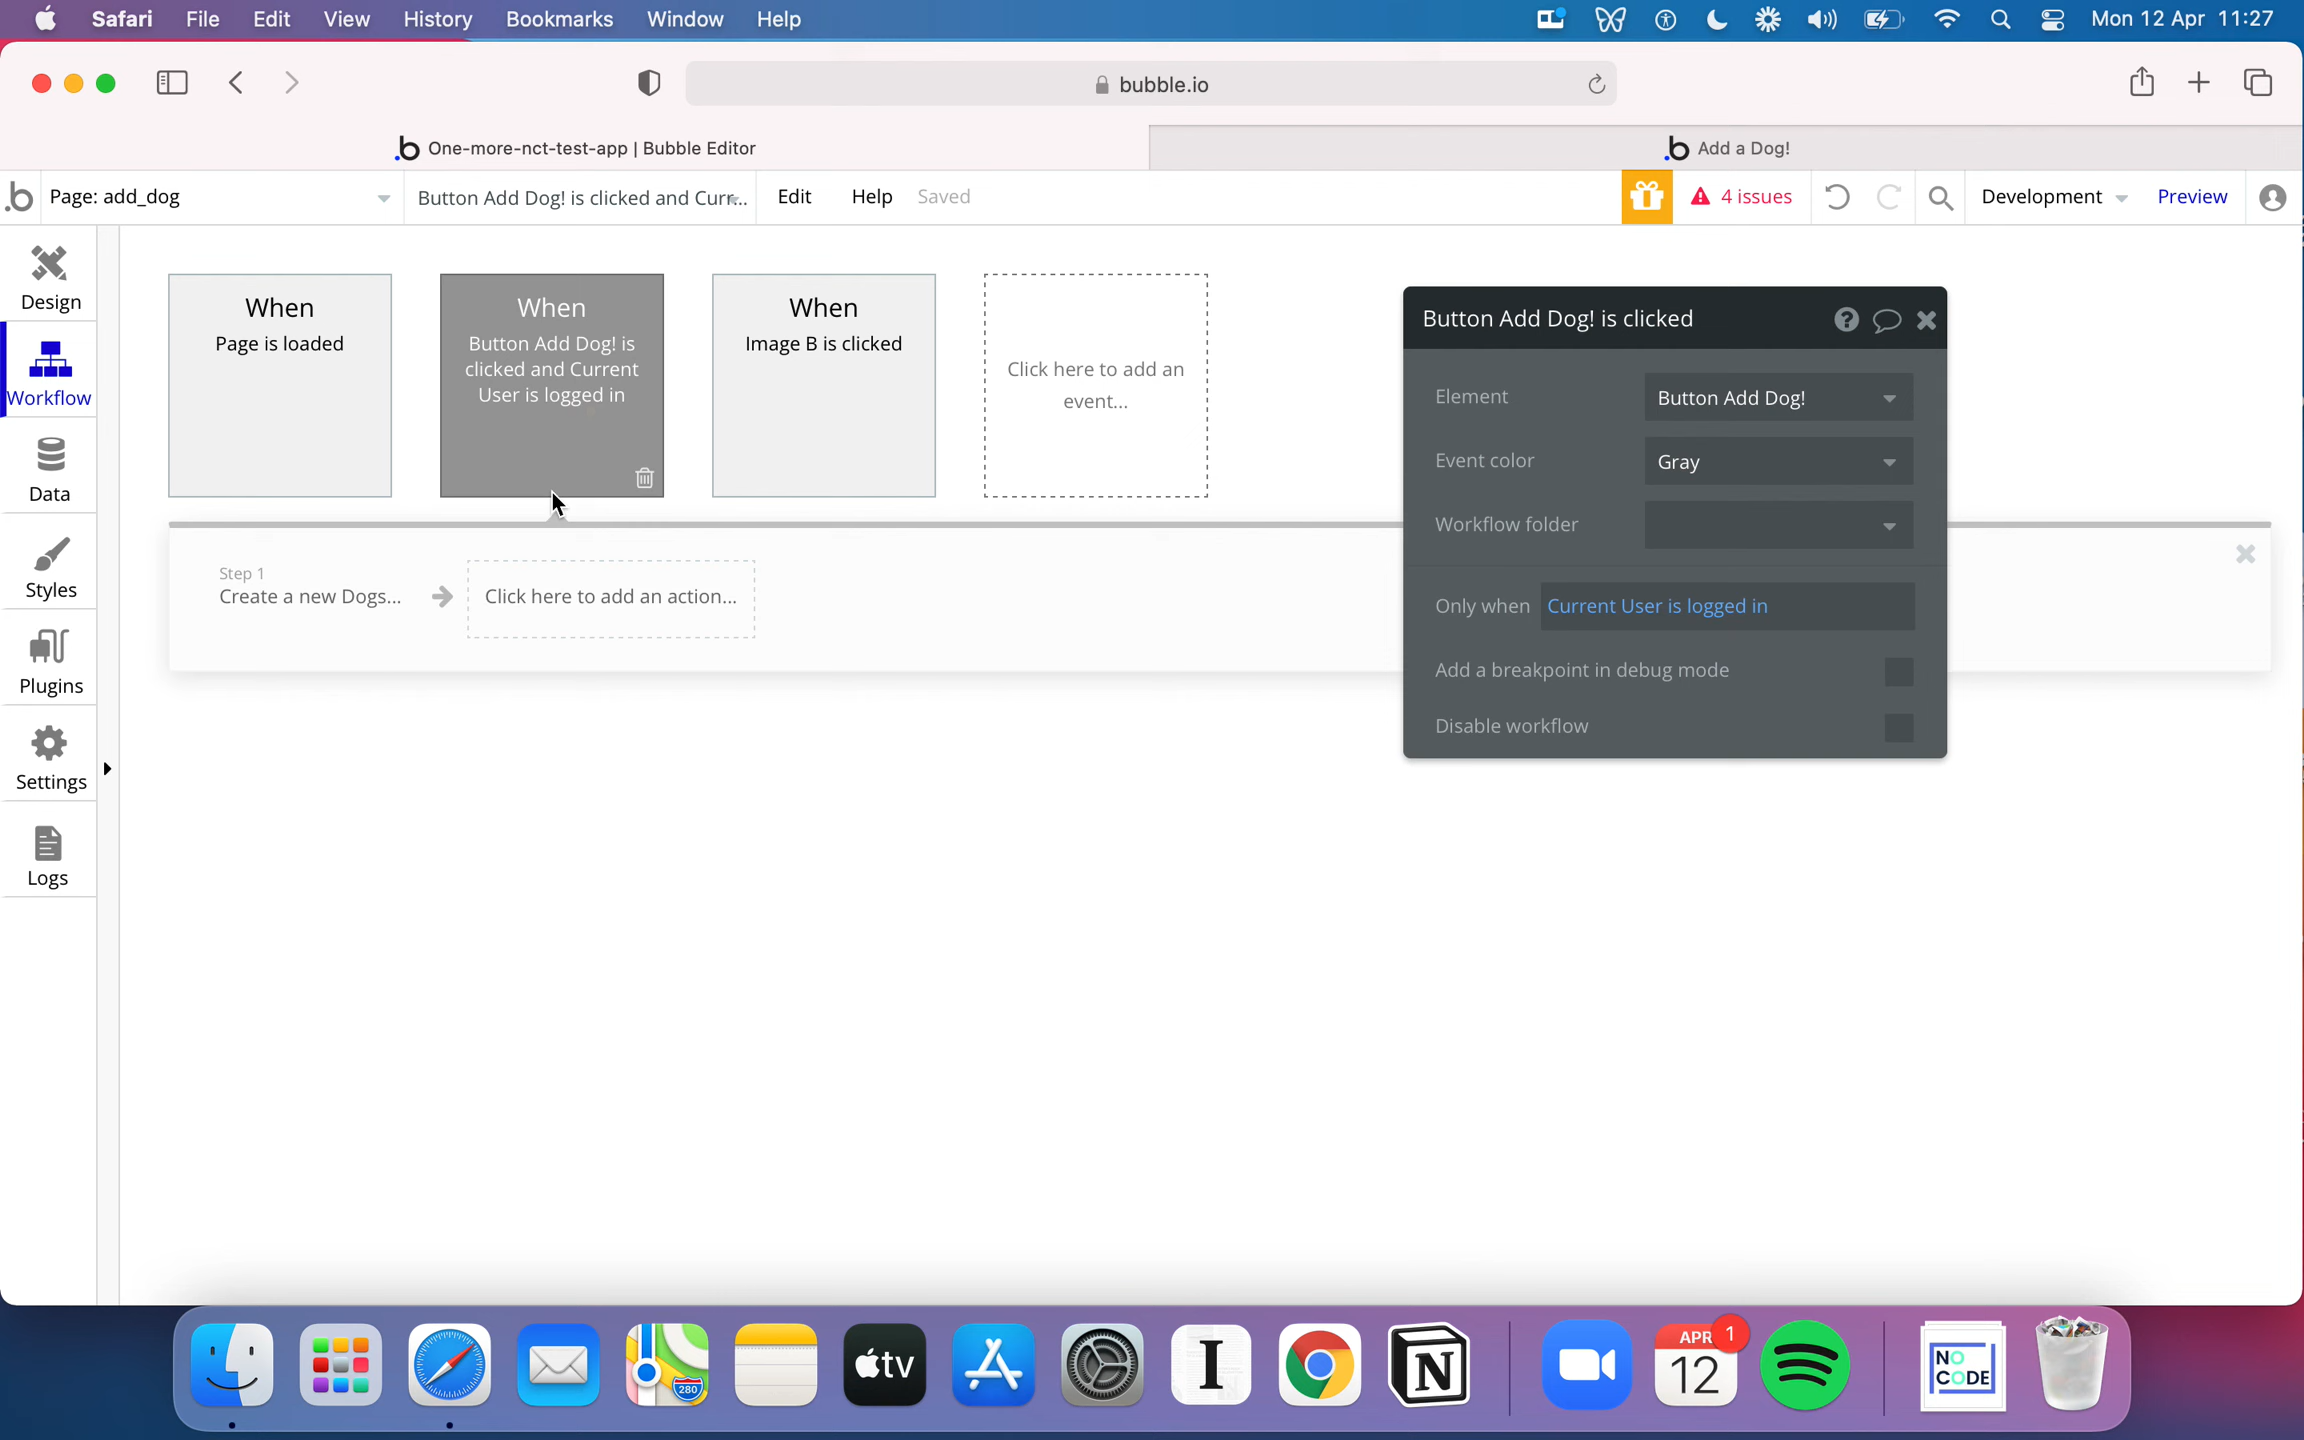 Safari File Edit View History Bookmarks Window Help Mon 12 Apr 11:27
bubble.io
.b One-more-nct-test-app | Bubble Editor
.b Add a Dog!
.b Page: add_dog Button Add Dog! is clicked and Curr... Edit Help Saved 4 issues Development Preview
Design
Workflow
Data
Styles
Plugins
Settings
Logs
When
Page is loaded
When
Button Add Dog! is
clicked and Current
User is logged in
When
Image B is clicked
Click here to add an
event...
Step 1
Create a new Dogs...
Click here to add an action...
Button Add Dog! is clicked
Element Button Add Dog!
Event color Gray
Workflow folder
Only when Current User is logged in
Add a breakpoint in debug mode
Disable workflow
280
tv
I
N
APR 1
12
NO
CODE